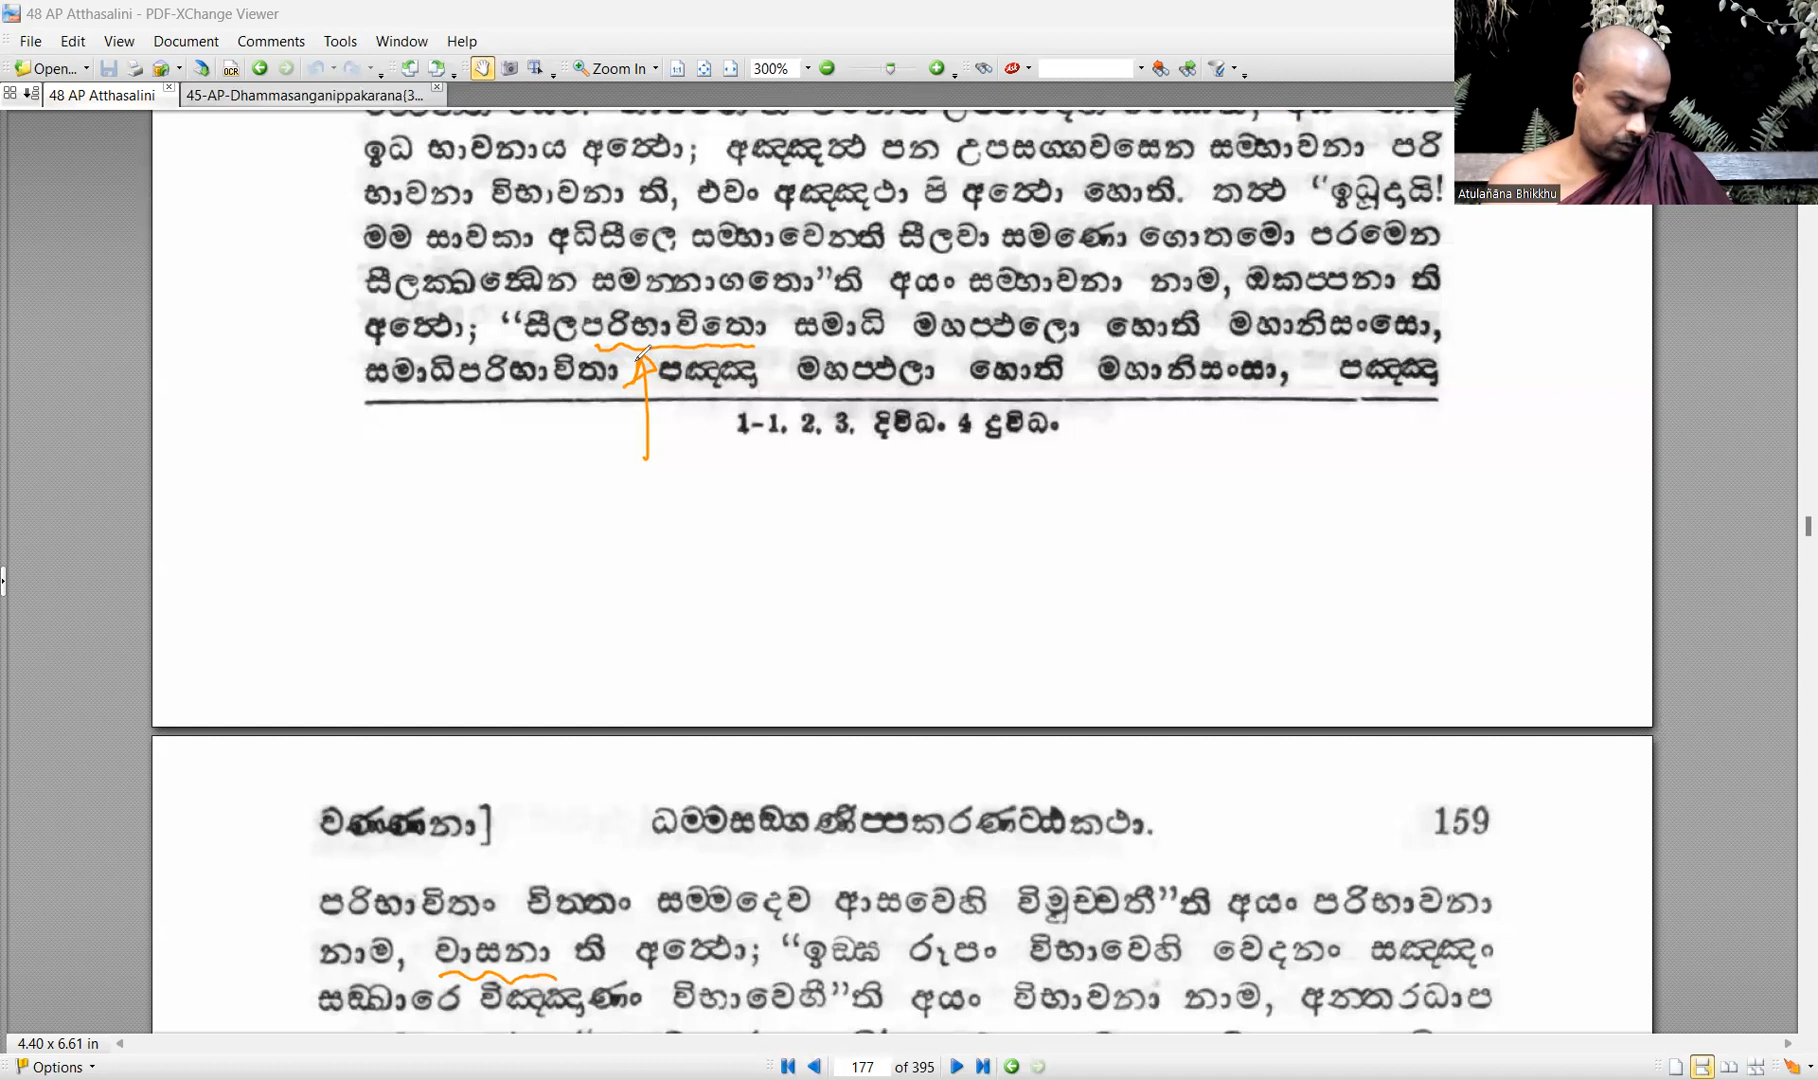 48 AP Atthasalini - PDF-XChange Viewer
File Edit View Document Comments Tools Window Help
Open... OCR Zoom In 300%
48 AP Atthasalini 45-AP-Dhammasanganippakarana{3...
Atulañāna Bhikkhu
ඉධ භාවනාය අත්ථො; අඤ්ඤත්ථ පන උපසග්ගවසෙන සම්භාවනා පරි
භාවනා විභාවනා ති, එවං අඤ්ඤථා පි අත්ථො හොති. තත්ථ “ඉධූදායි!
මම සාවකා අධිසීලෙ සම්භාවෙන්ති සීලවා සමණො ගොතමො පරමෙන
සීලක්ඛන්ධෙන සමන්නාගතො”ති අයං සම්භාවනා නාම, ඔකප්පනා ති
අත්ථො; “සීලපරිභාවිතො සමාධි මහප්ඵලො හොති මහානිසංසො,
සමාධිපරිභාවිතා පඤ්ඤා මහප්ඵලා හොති මහානිසංසා, පඤ්ඤා
1-1. 2. 3. දිව්ධං. 4 දුව්ධං.
වණ්ණනා] ධම්මසඞ්ගණිප්පකරණට්ඨකථා. 159
පරිභාවිතං චිත්තං සම්මදෙව ආසවෙහි විමුච්චතී”ති අයං පරිභාවනා
නාම, වාසනා ති අත්ථො; “ඉඞ්ඝ රූපං විභාවෙහි වෙදනං සඤ්ඤං
සඞ්ඛාරෙ විඤ්ඤාණං විභාවෙහී”ති අයං විභාවනා නාම, අන්තරධාප
4.40 x 6.61 in
Options 177 of 395